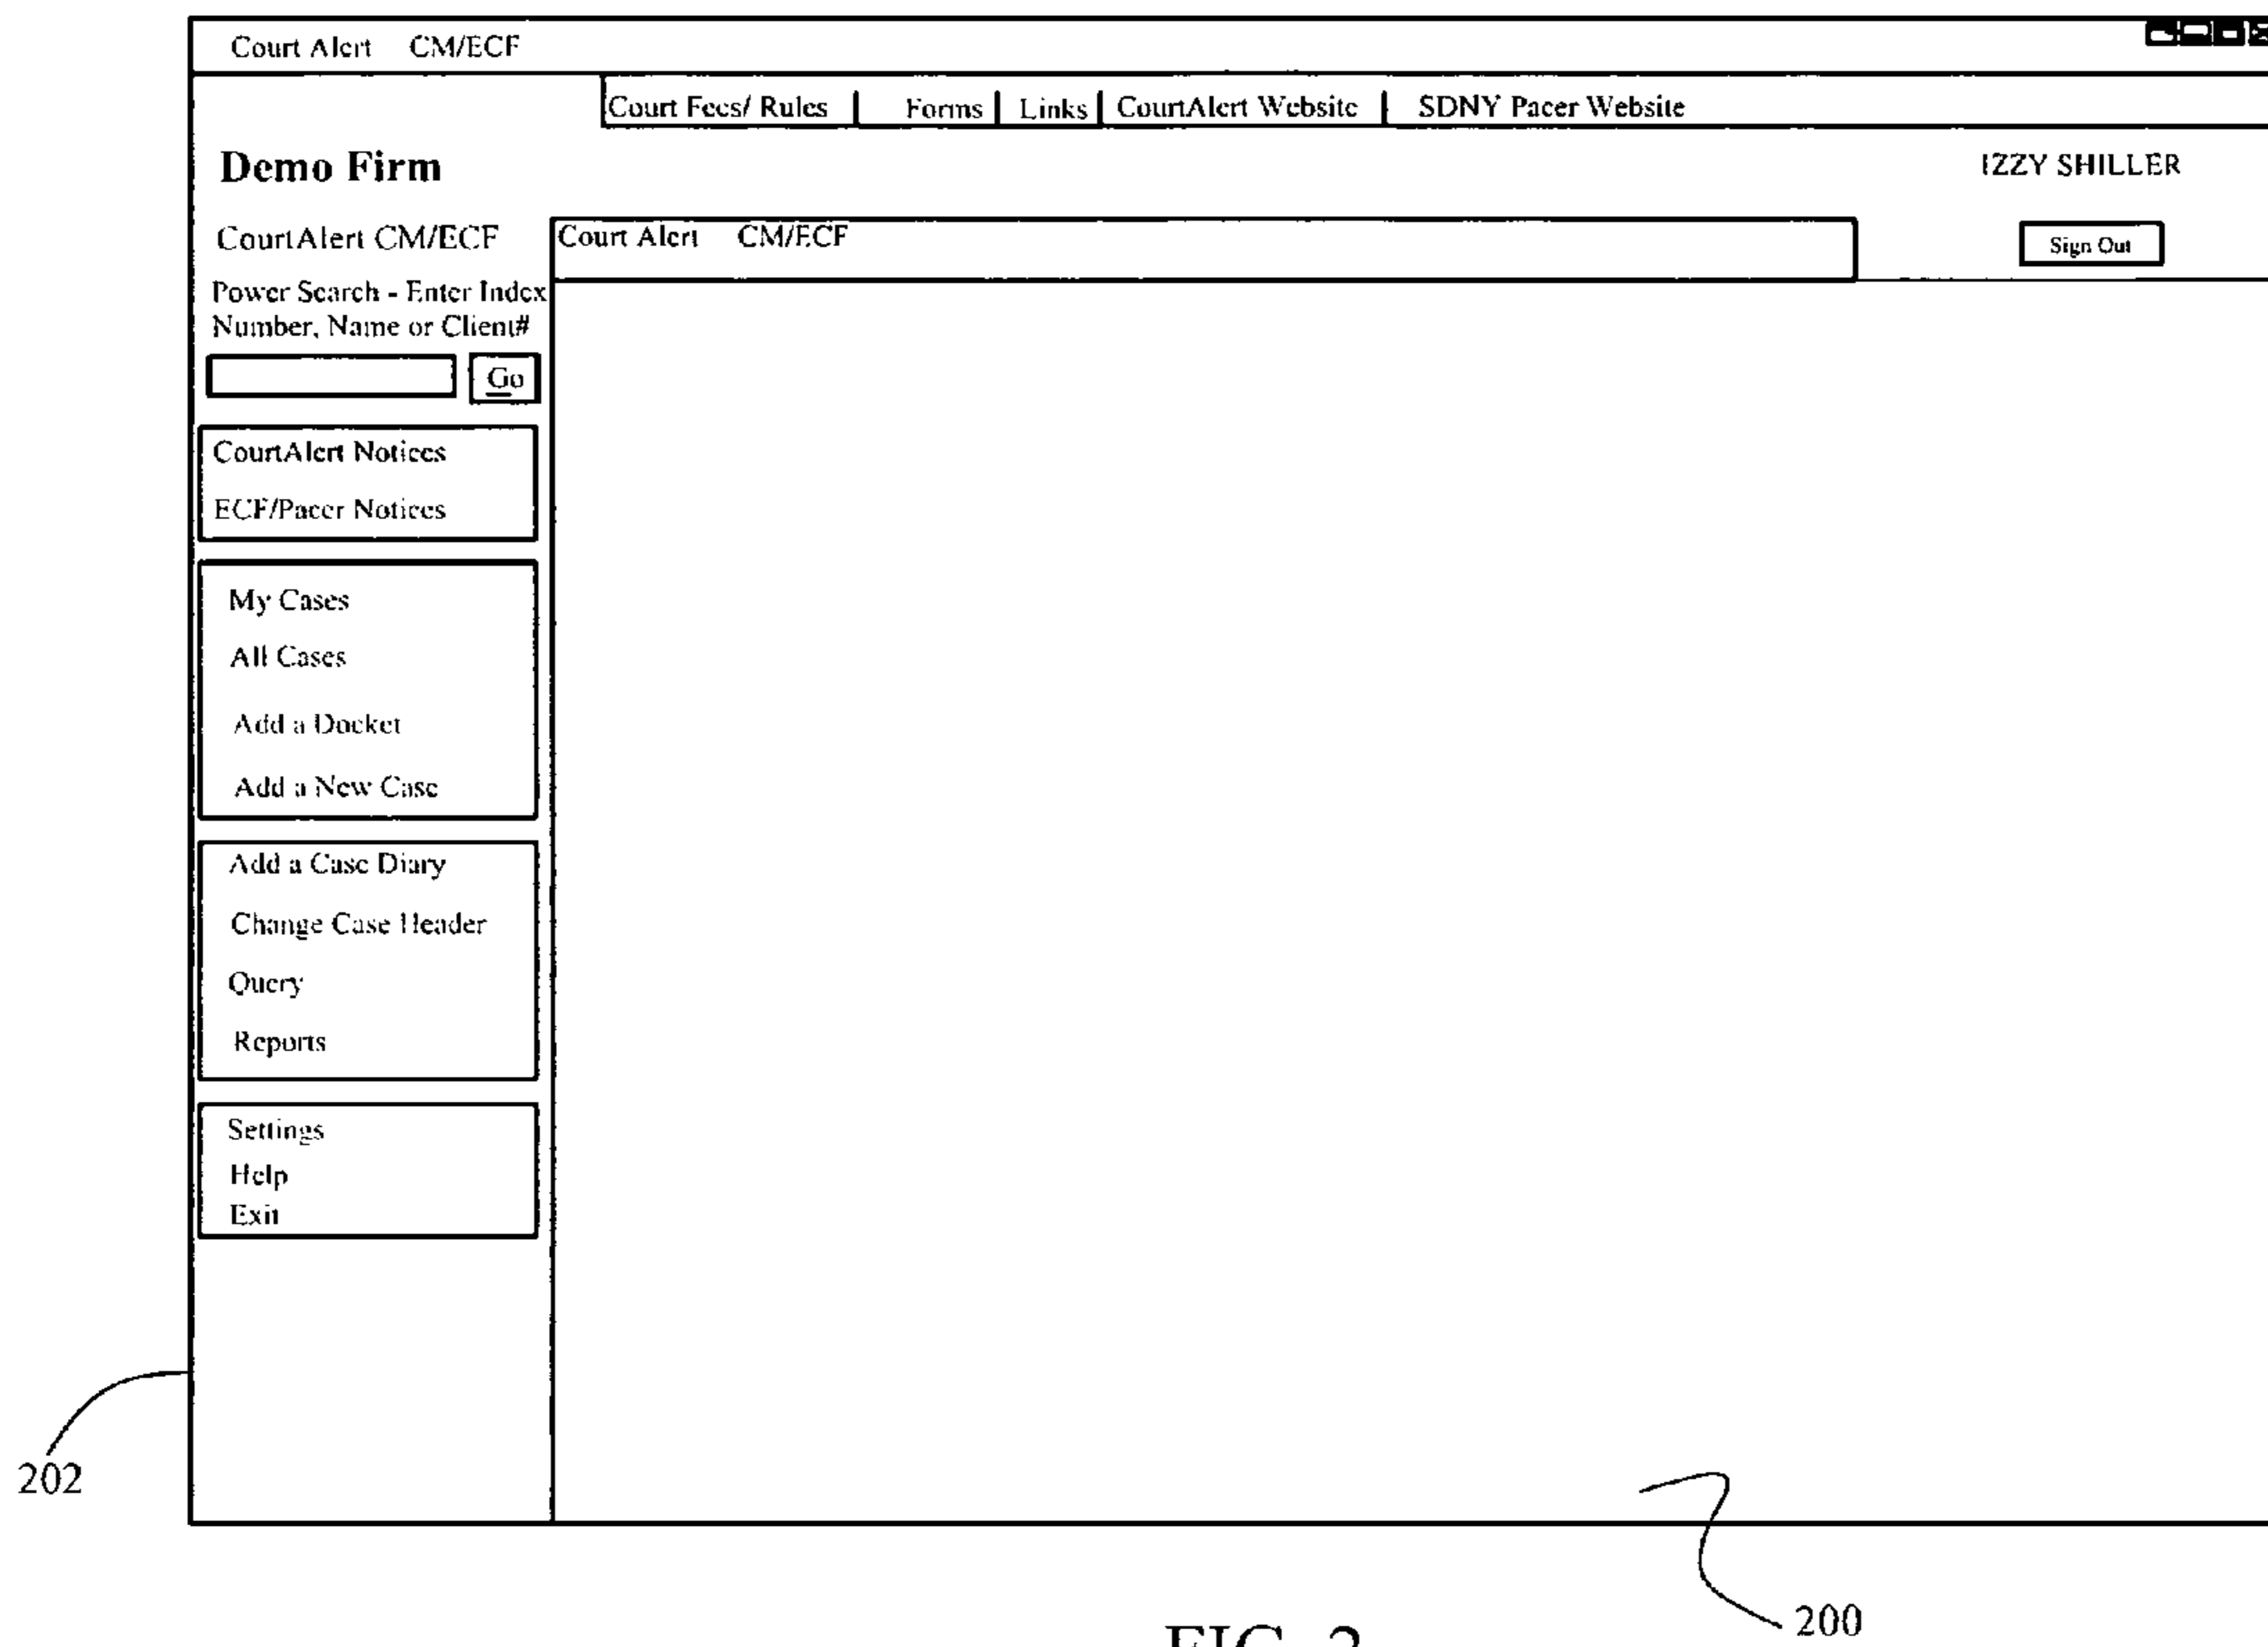 Court Alert CM/ECF
Court Fees/ Rules | Forms | Links | CourtAlert Website | SDNY Pacer Website
Demo Firm
IZZY SHILLER
CourtAlert CM/ECF
Court Alert CM/ECF
Sign Out
Power Search - Enter Index
Number, Name or Client#
Go
CourtAlert Notices
ECF/Pacer Notices
My Cases
All Cases
Add a Docket
Add a New Case
Add a Case Diary
Change Case Header
Query
Reports
Settings
Help
Exit
202
200
FIG. 2